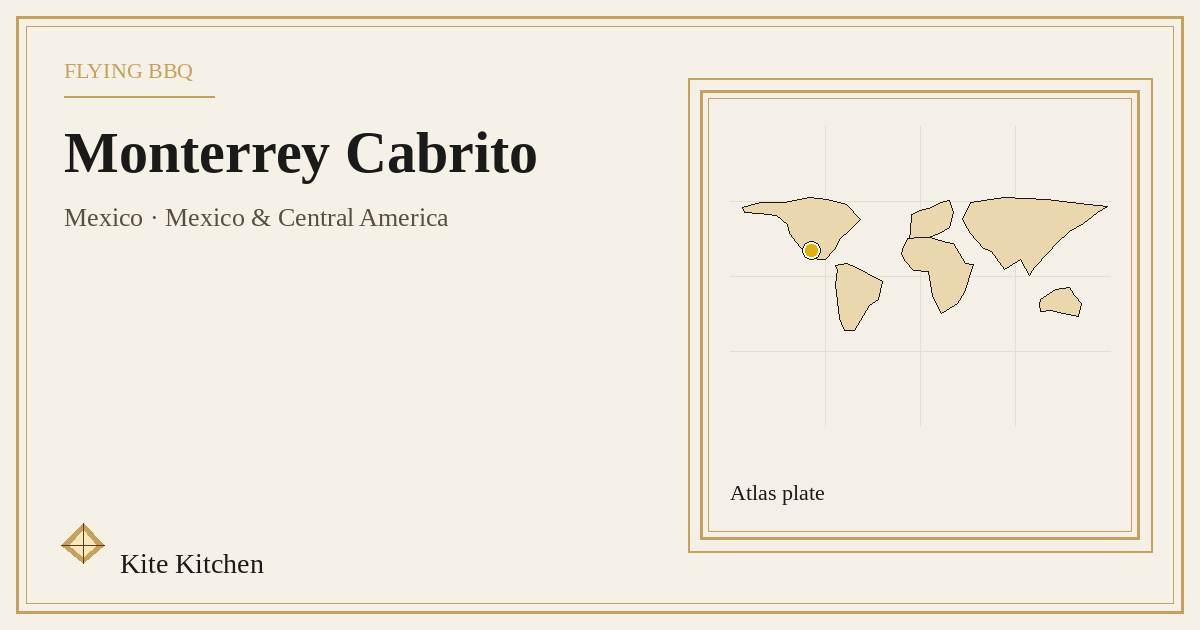 FLYING BBQ
Monterrey Cabrito
Mexico · Mexico & Central America
Atlas plate
Kite Kitchen